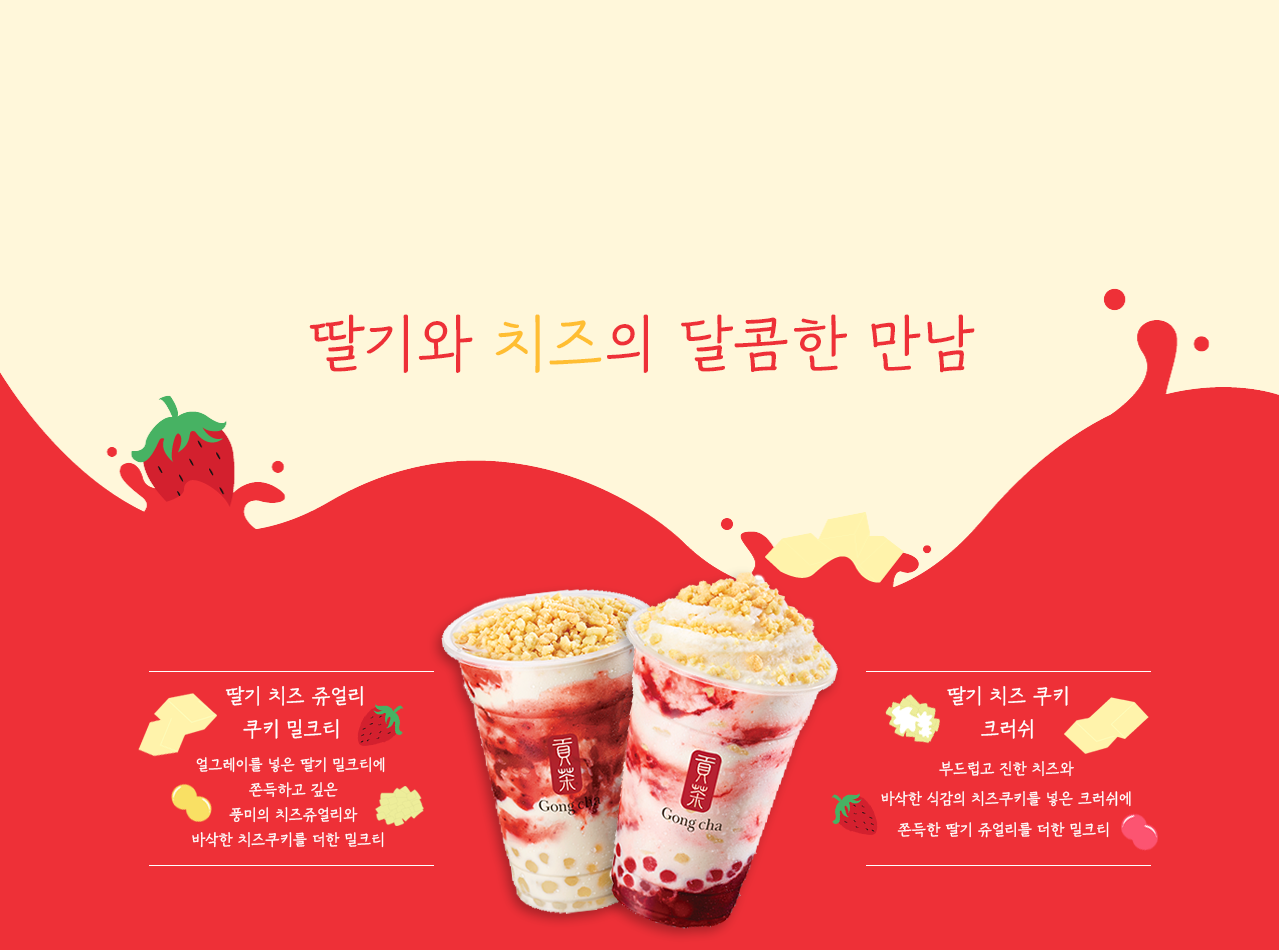 딸기와 치즈의 달콤한 만남
딸기 치즈 쥬얼리
쿠키 밀크티
얼그레이를 넣은 딸기 밀크티에
쫀득하고 깊은
풍미의 치즈쥬얼리와
바삭한 치즈쿠키를 더한 밀크티
貢茶
Gong cha
貢茶
Gong cha
딸기 치즈 쿠키
크러쉬
부드럽고 진한 치즈와
바삭한 식감의 치즈쿠키를 넣은 크러쉬에
쫀득한 딸기 쥬얼리를 더한 밀크티